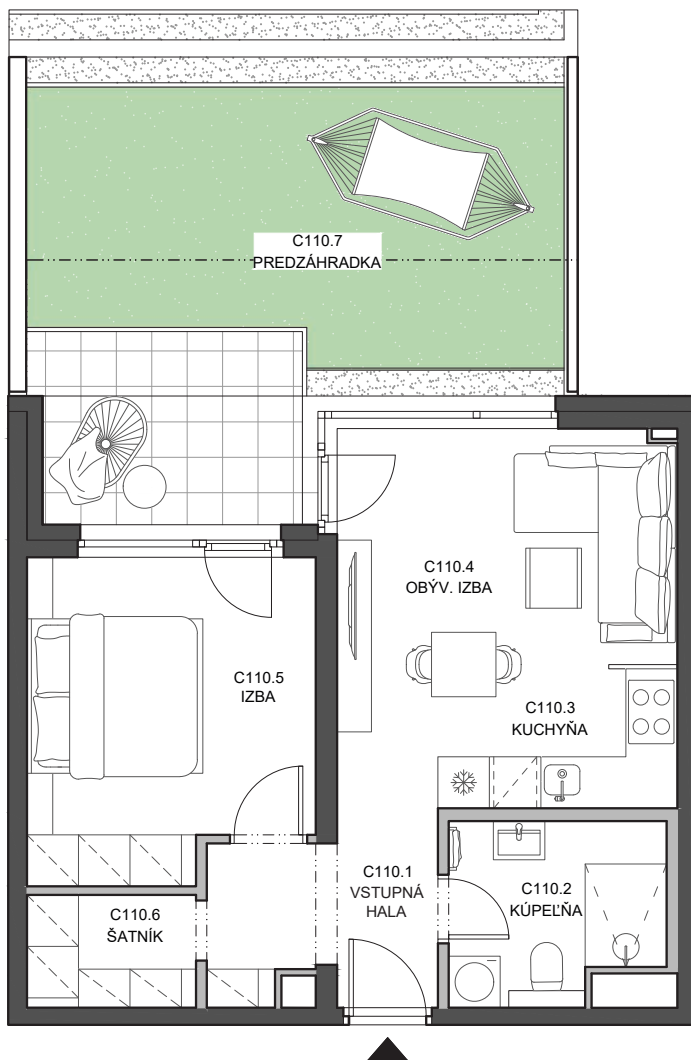 C110.7
PREDZÁHRADKA
C110.4
OBÝV. IZBA
C110.5
IZBA
C110.3
KUCHYŇA
C110.1
VSTUPNÁ
HALA
C110.2
KÚPEĽŇA
C110.6
ŠATNÍK